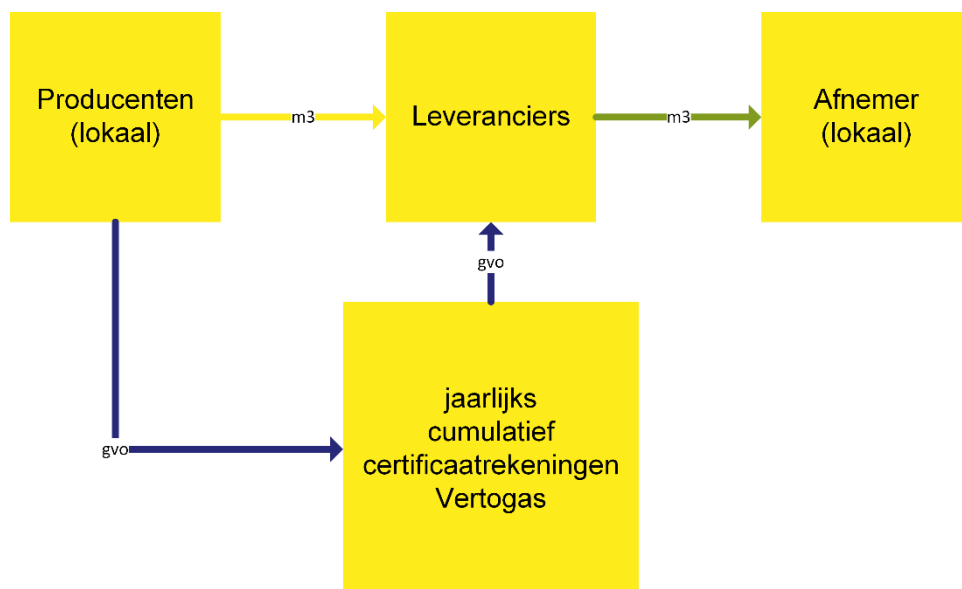 Producenten
(lokaal)
m3
Leveranciers
m3
Afnemer
(lokaal)
gvo
jaarlijks
cumulatief
certificaatrekeningen
Vertogas
gvo